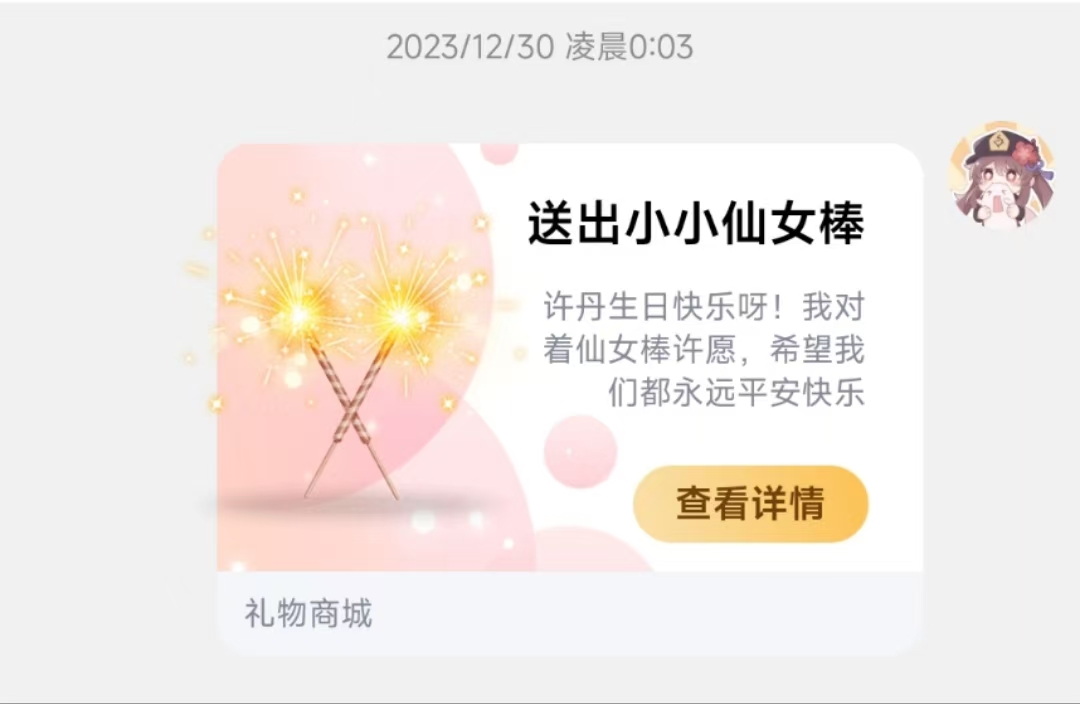 2023/12/30 凌晨0:03
送出小小仙女棒
许丹生日快乐呀！我对
着仙女棒许愿，希望我
们都永远平安快乐
查看详情
礼物商城